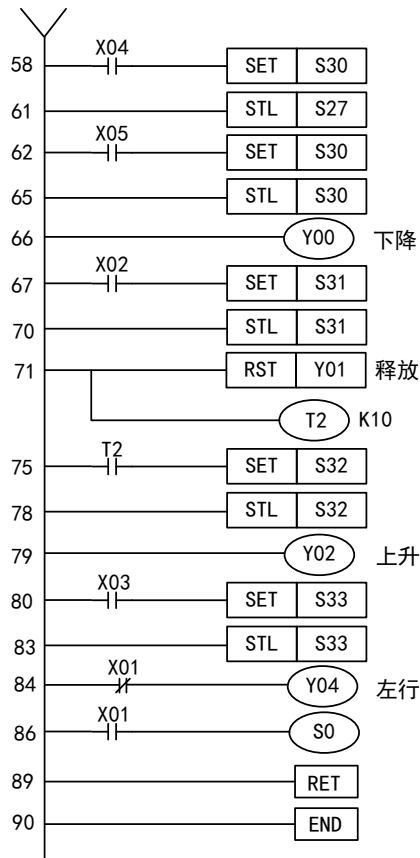 X04
58 SET S30
61 STL S27
X05
62 SET S30
65 STL S30
66 Y00 下降
X02
67 SET S31
70 STL S31
71 RST Y01 释放
T2 K10
T2
75 SET S32
78 STL S32
79 Y02 上升
X03
80 SET S33
83 STL S33
X01
84 Y04 左行
X01
86 S0
89 RET
90 END